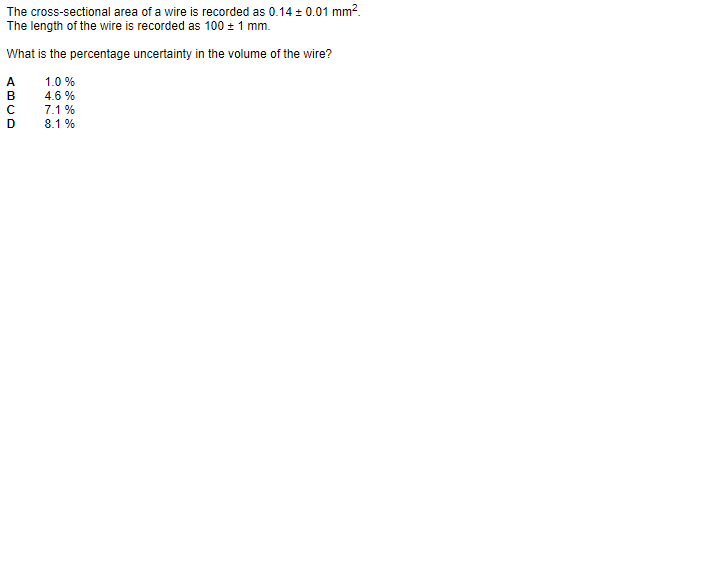 The cross-sectional area of a wire is recorded as 0.14 ± 0.01 mm².
The length of the wire is recorded as 100 ± 1 mm.
What is the percentage uncertainty in the volume of the wire?
A 1.0 %
B 4.6 %
C 7.1 %
D 8.1 %